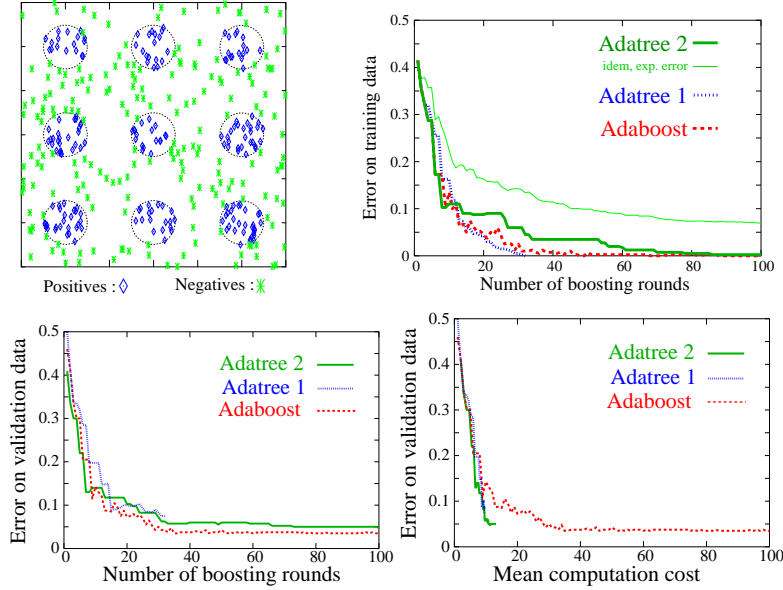 Positives : Negatives :
Error on training data
0.5
0.4
0.3
0.2
0.1
0
0 20 40 60 80 100
Number of boosting rounds
Adatree 2
idem, exp. error
Adatree 1
Adaboost
Error on validation data
0.5
0.4
0.3
0.2
0.1
0
0 20 40 60 80 100
Number of boosting rounds
Adatree 2
Adatree 1
Adaboost
Error on validation data
0.5
0.4
0.3
0.2
0.1
0
0 20 40 60 80 100
Mean computation cost
Adatree 2
Adatree 1
Adaboost